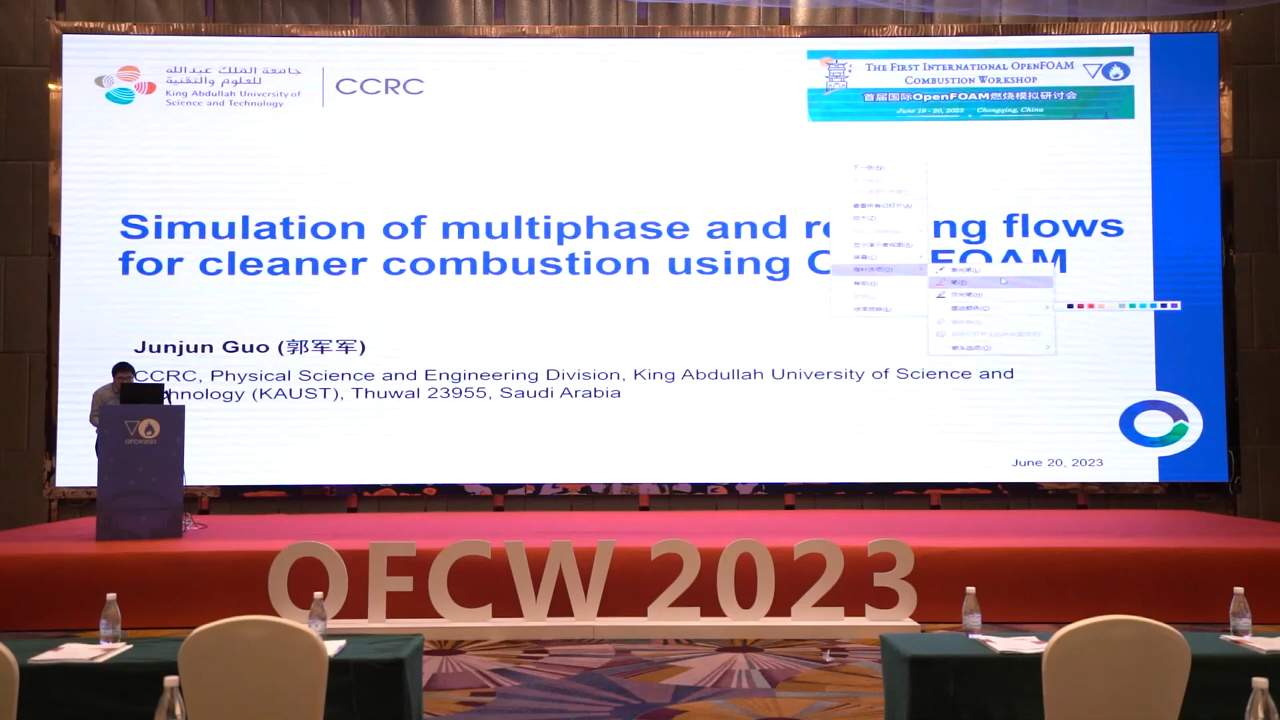 جامعة الملك عبدالله
للعلوم والتقنية
King Abdullah University of
Science and Technology
CCRC
THE FIRST INTERNATIONAL OPENFOAM
COMBUSTION WORKSHOP
首届国际OpenFOAM燃烧模拟研讨会
June 19 - 20, 2023 Chongqing, China
Simulation of multiphase and ng flows
for cleaner combustion using FOAM
Junjun Guo (郭军军)
CCRC, Physical Science and Engineering Division, King Abdullah University of Science and
hnology (KAUST), Thuwal 23955, Saudi Arabia
June 20, 2023
OFCW2023
OFCW 2023